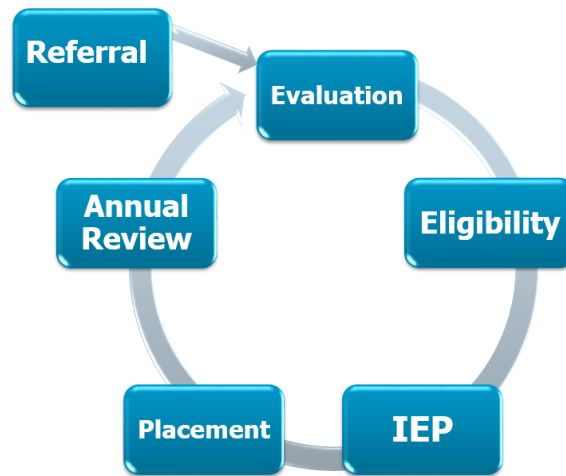 Referral
Evaluation
Eligibility
IEP
Placement
Annual
Review